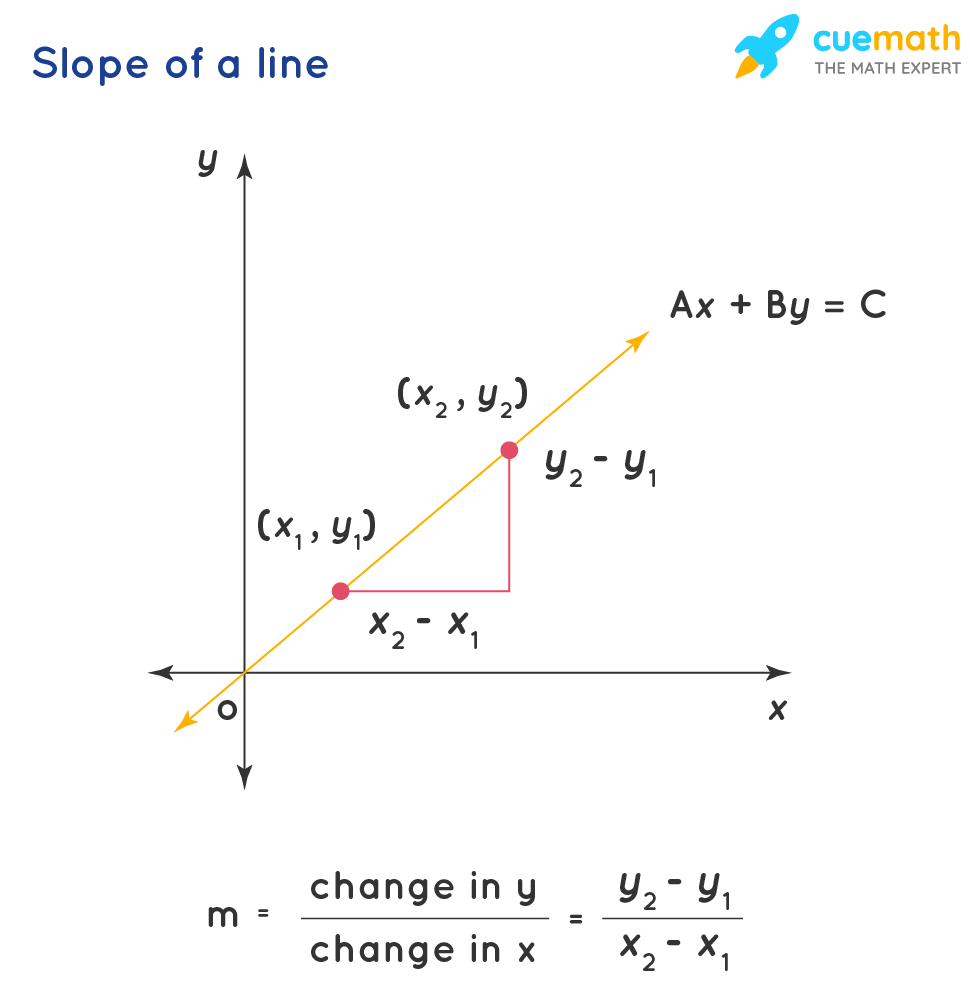 Slope of a line
cuemath
THE MATH EXPERT
y
Ax + By = C
(x₂ , y₂)
y₂ - y₁
(x₁ , y₁)
x₂ - x₁
o
x
m = change in y / change in x = y₂ - y₁ / x₂ - x₁